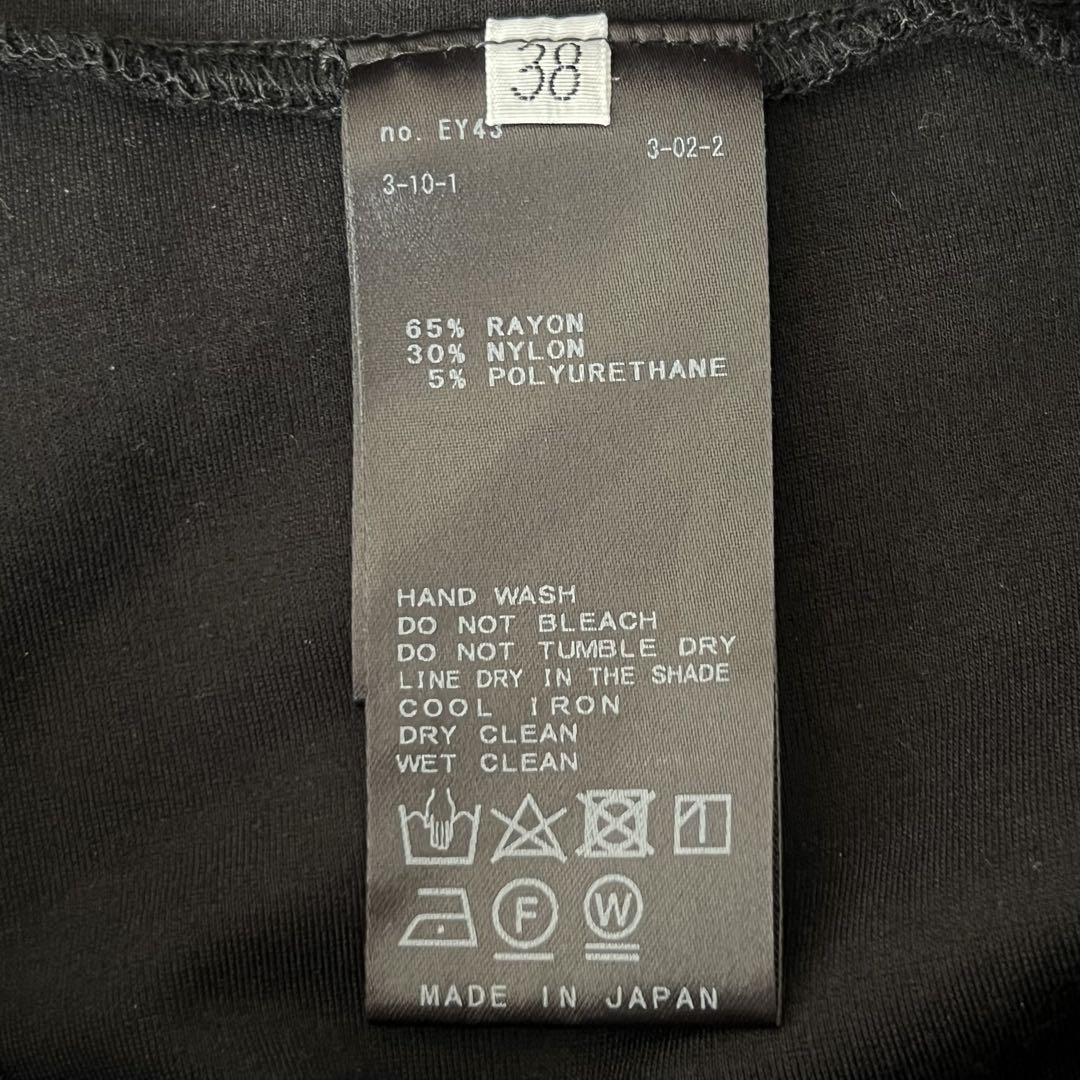 38
no. EY43
3-02-2
3-10-1
65% RAYON
30% NYLON
5% POLYURETHANE
HAND WASH
DO NOT BLEACH
DO NOT TUMBLE DRY
LINE DRY IN THE SHADE
COOL IRON
DRY CLEAN
WET CLEAN
F W
MADE IN JAPAN